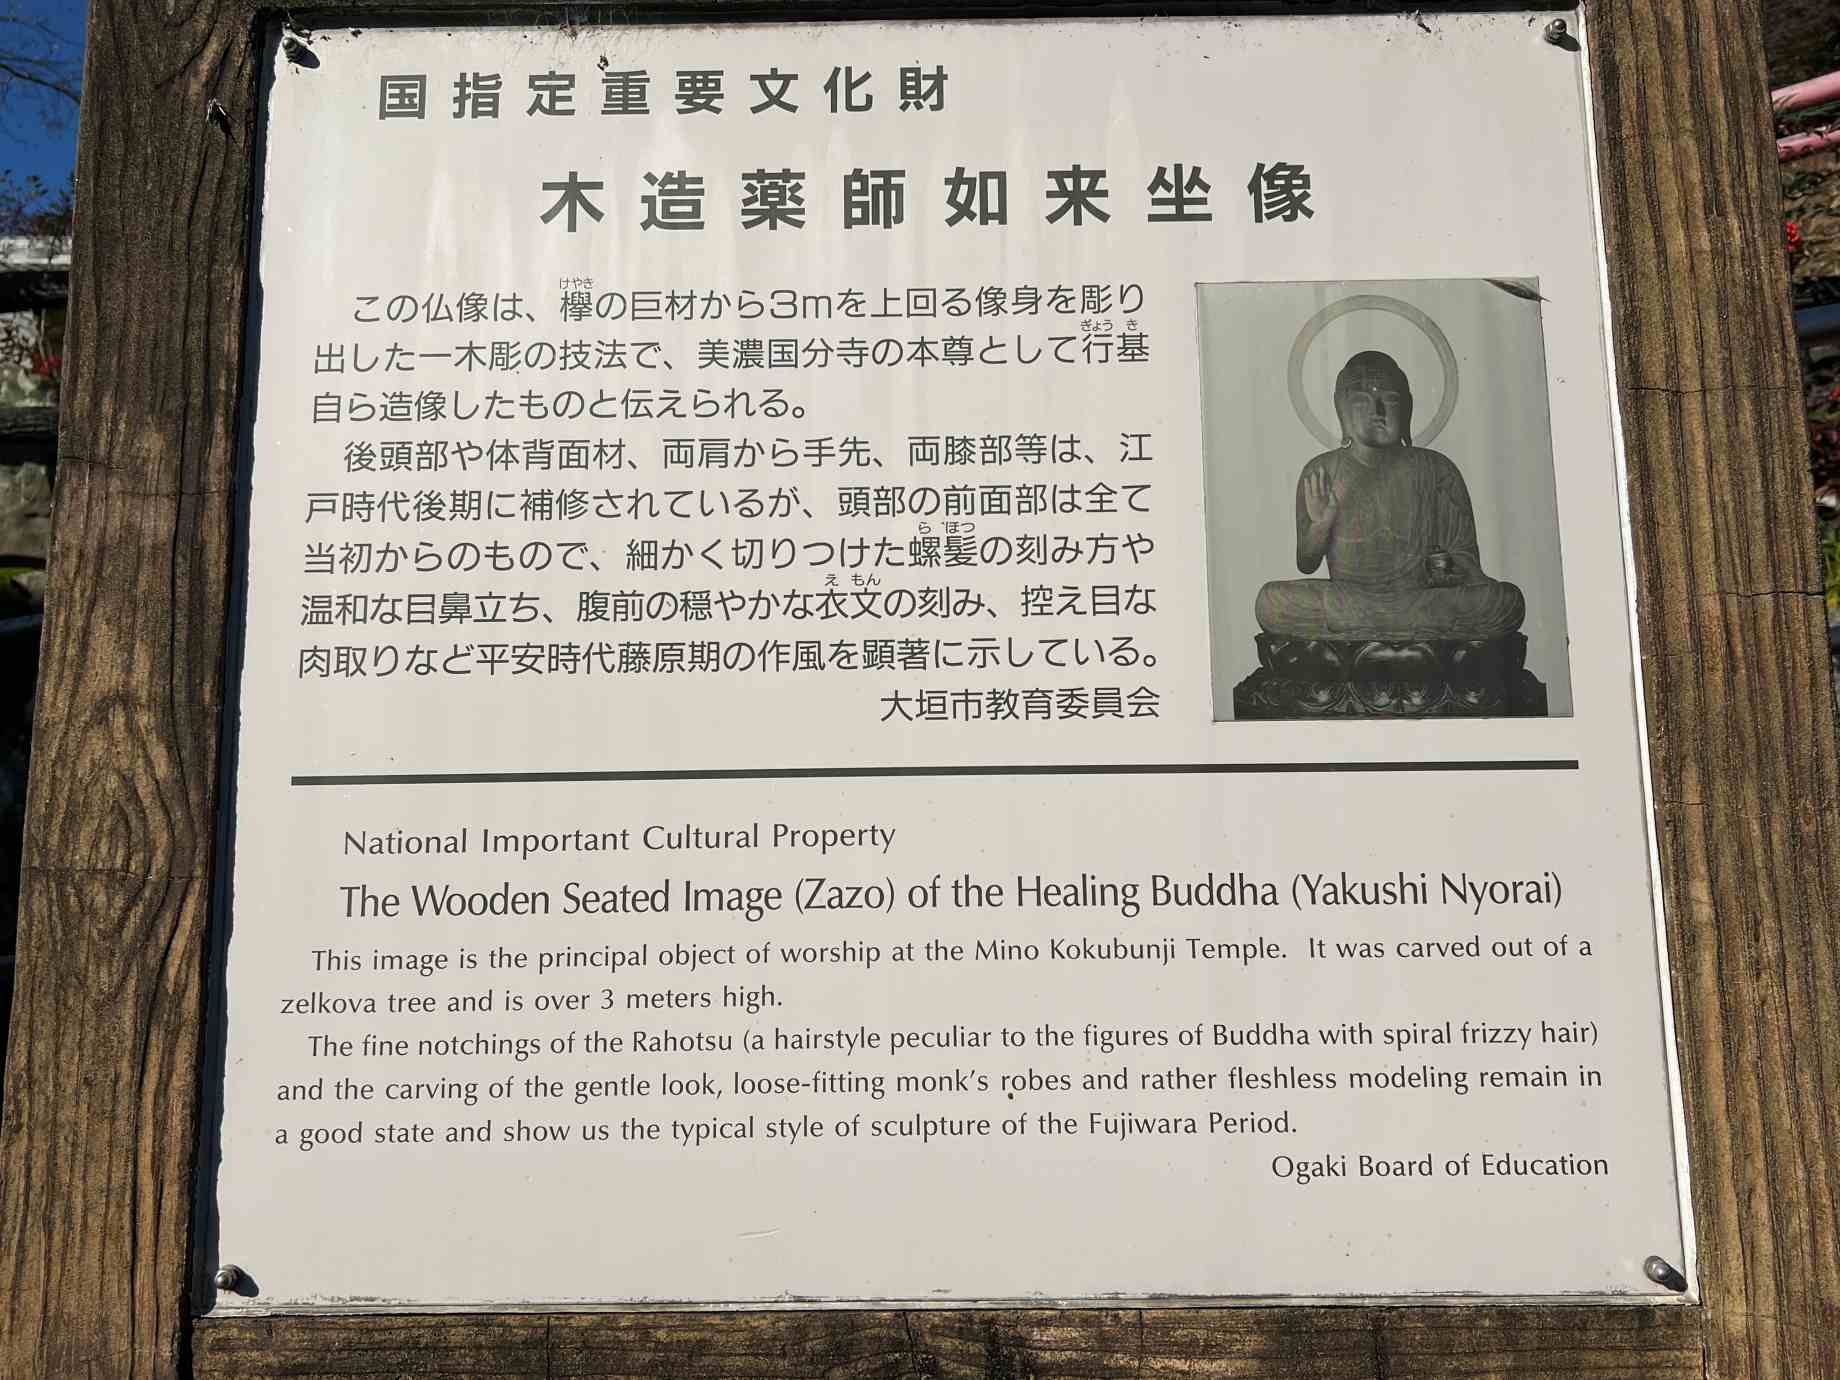 国指定重要文化財
木造薬師如来坐像
けやき
この仏像は、欅の巨材から3mを上回る像身を彫り
ぎょう き
出した一木彫の技法で、美濃国分寺の本尊として行基
自ら造像したものと伝えられる。
後頭部や体背面材、両肩から手先、両膝部等は、江
戸時代後期に補修されているが、頭部の前面部は全て
ら ほつ
当初からのもので、細かく切りつけた螺髪の刻み方や
え もん
温和な目鼻立ち、腹前の穏やかな衣文の刻み、控え目な
肉取りなど平安時代藤原期の作風を顕著に示している。
大垣市教育委員会
National Important Cultural Property
The Wooden Seated Image (Zazo) of the Healing Buddha (Yakushi Nyorai)
This image is the principal object of worship at the Mino Kokubunji Temple. It was carved out of a
zelkova tree and is over 3 meters high.
The fine notchings of the Rahotsu (a hairstyle peculiar to the figures of Buddha with spiral frizzy hair)
and the carving of the gentle look, loose-fitting monk's robes and rather fleshless modeling remain in
a good state and show us the typical style of sculpture of the Fujiwara Period.
Ogaki Board of Education